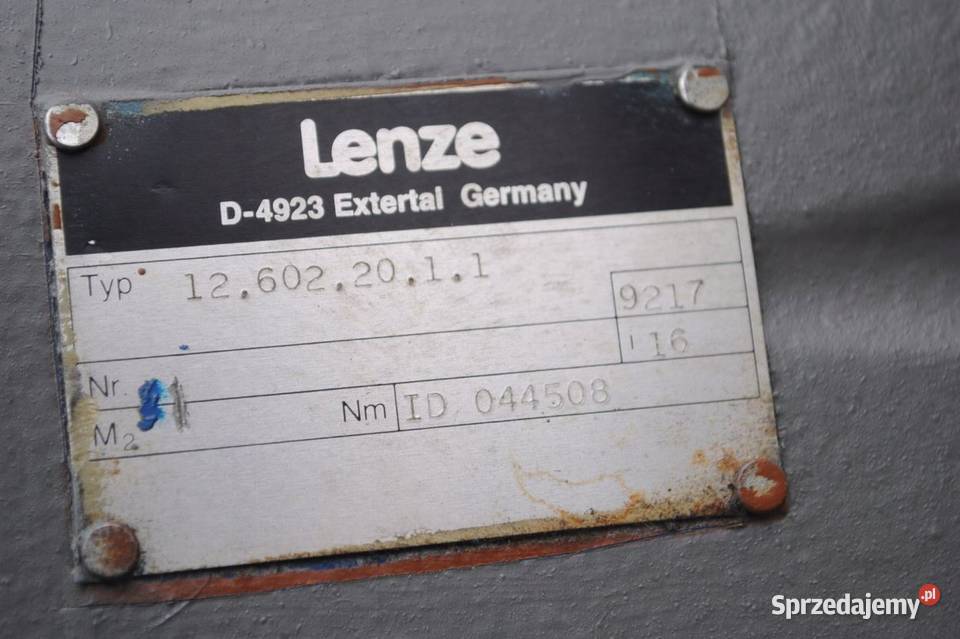 Lenze
D-4923 Extertal Germany
Typ 12.602.20.1.1
9217
16
Nr.
M2 Nm ID 044508
Sprzedajemy.pl